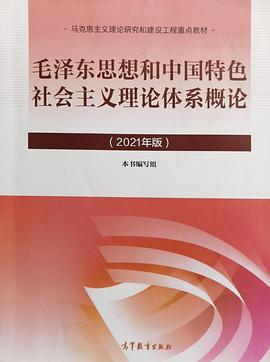 · 马克思主义理论研究和建设工程重点教材 ·
毛泽东思想和中国特色
社会主义理论体系概论
（2021年版）
本书编写组
高等教育出版社